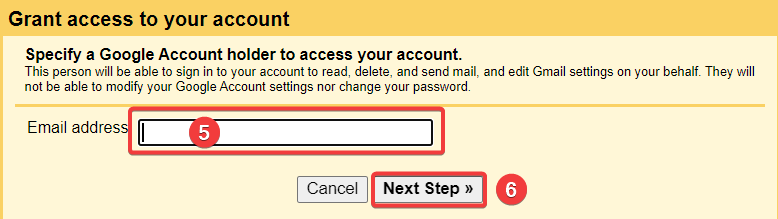 Grant access to your account
Specify a Google Account holder to access your account.
This person will be able to sign in to your account to read, delete, and send mail, and edit Gmail settings on your behalf. They will
not be able to modify your Google Account settings nor change your password.
Email address 5
Cancel Next Step » 6